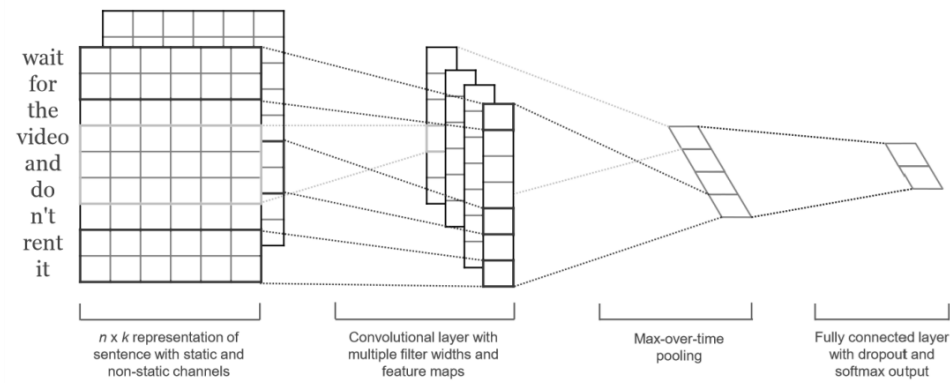 wait
for
the
video
and
do
n't
rent
it
n x k representation of
sentence with static and
non-static channels
Convolutional layer with
multiple filter widths and
feature maps
Max-over-time
pooling
Fully connected layer
with dropout and
softmax output